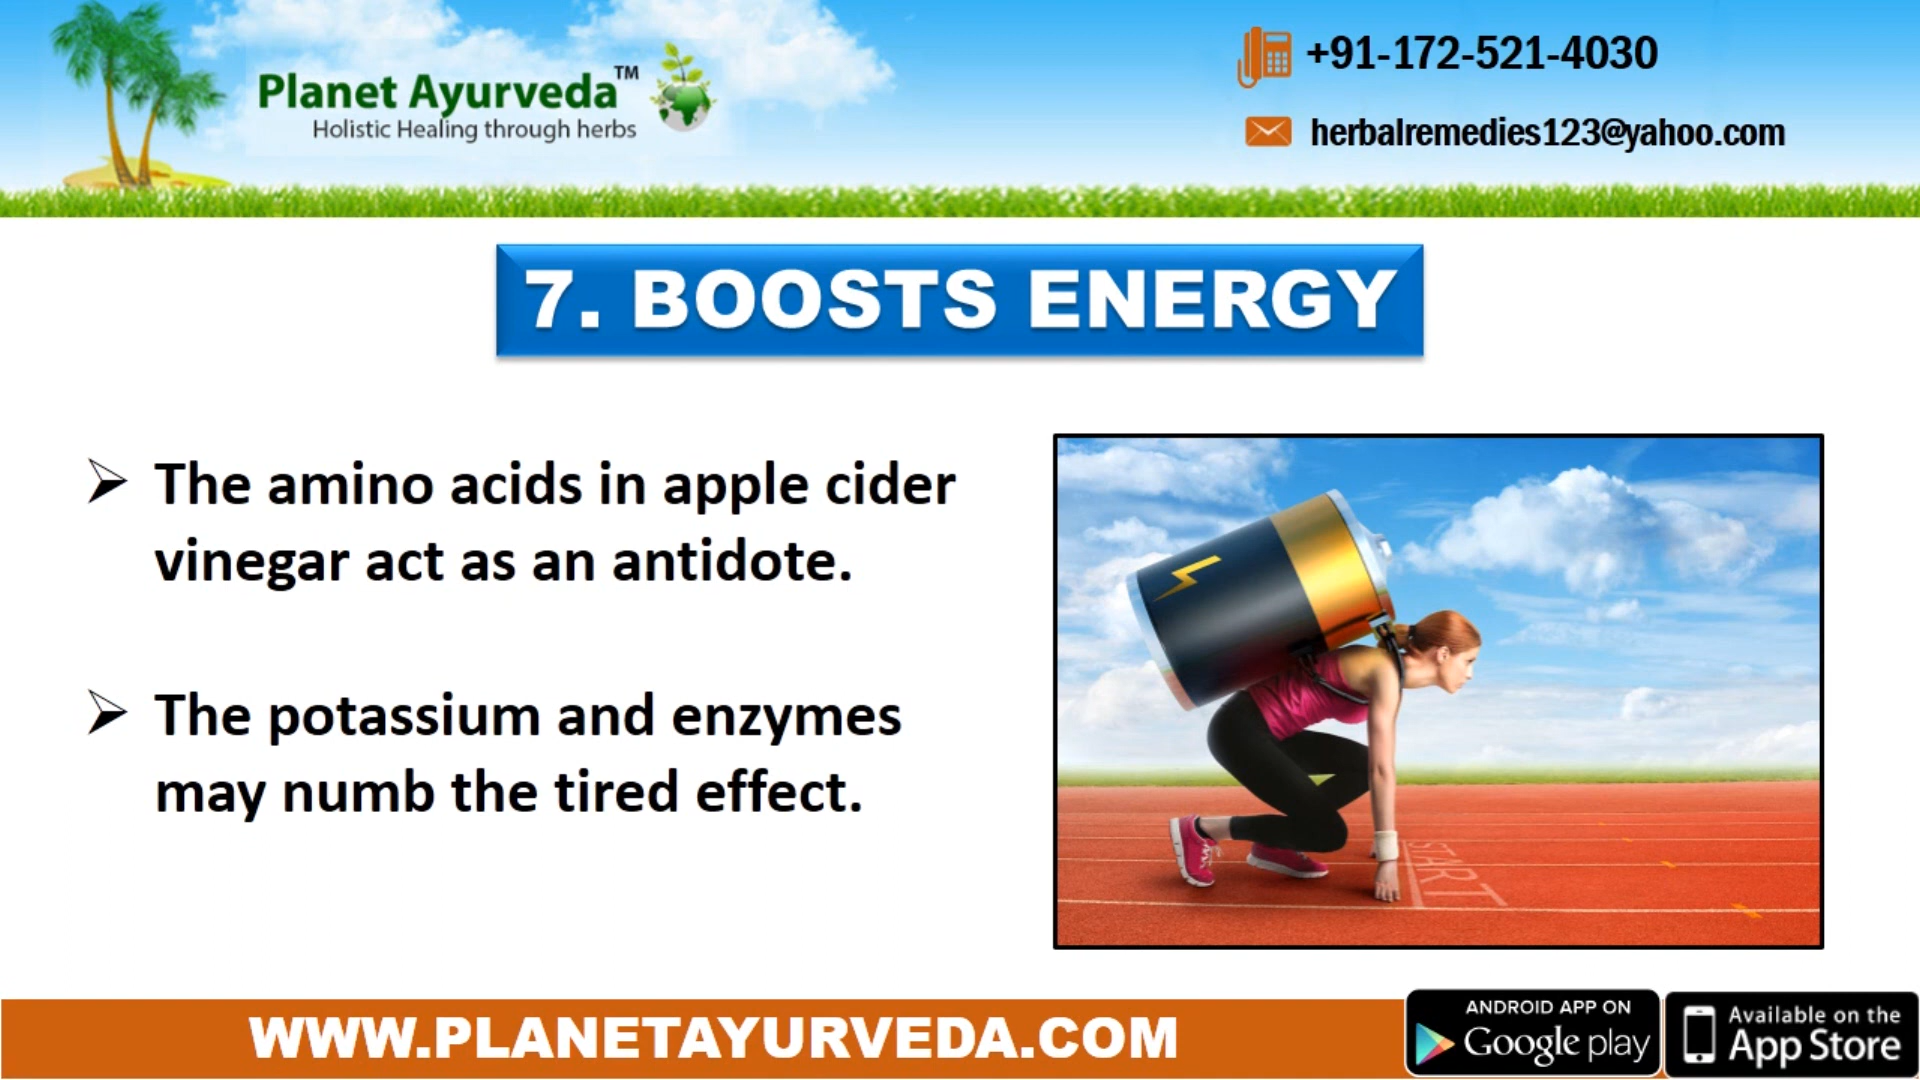 Planet Ayurveda™
Holistic Healing through herbs
+91-172-521-4030
herbalremedies123@yahoo.com
7. BOOSTS ENERGY
➢ The amino acids in apple cider
vinegar act as an antidote.
➢ The potassium and enzymes
may numb the tired effect.
START
WWW.PLANETAYURVEDA.COM
ANDROID APP ON
Google play
Available on the
App Store